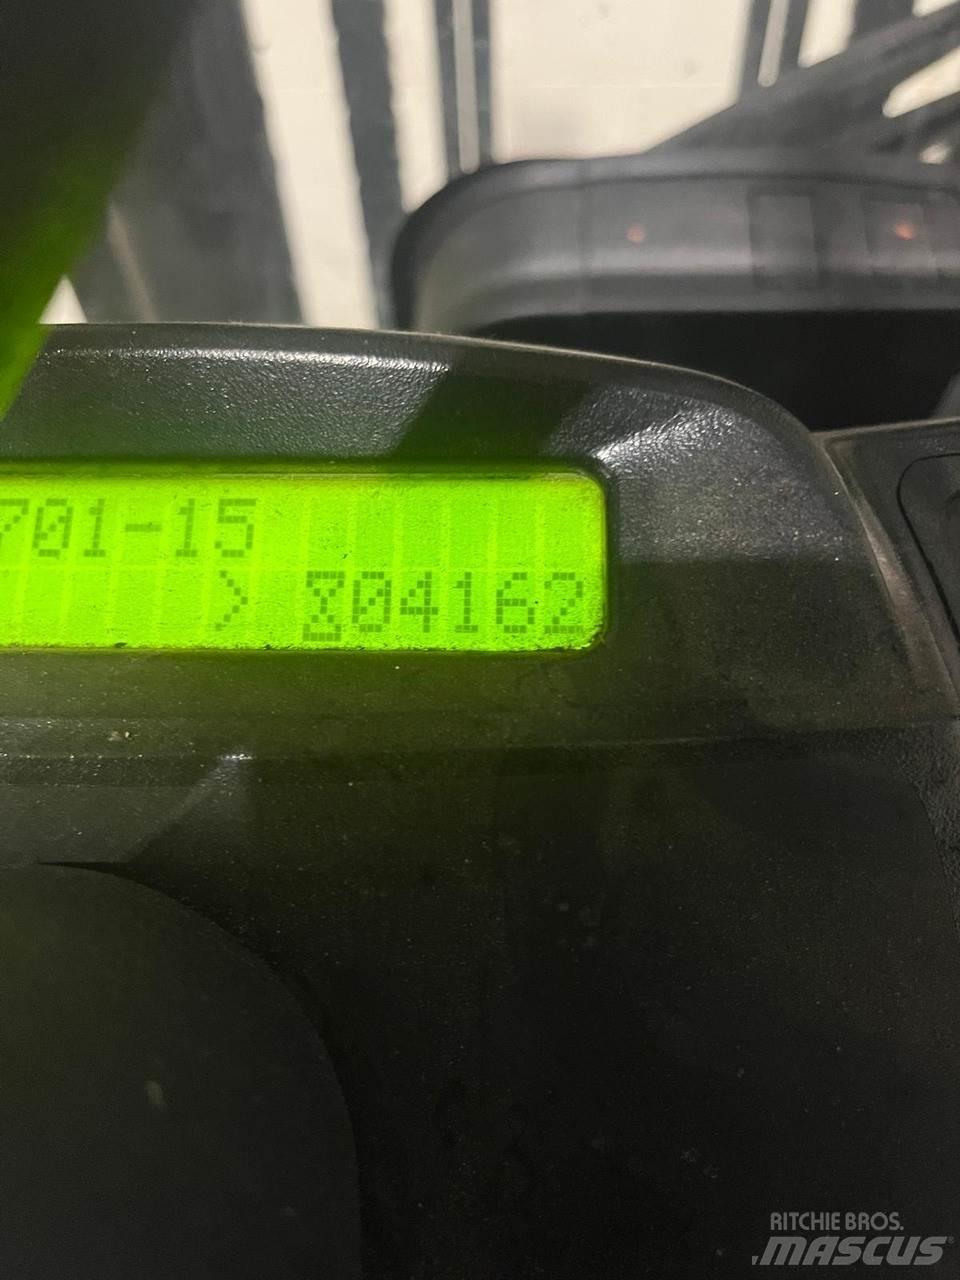 701-15
> ⌛04162
RITCHIE BROS.
MASCUS